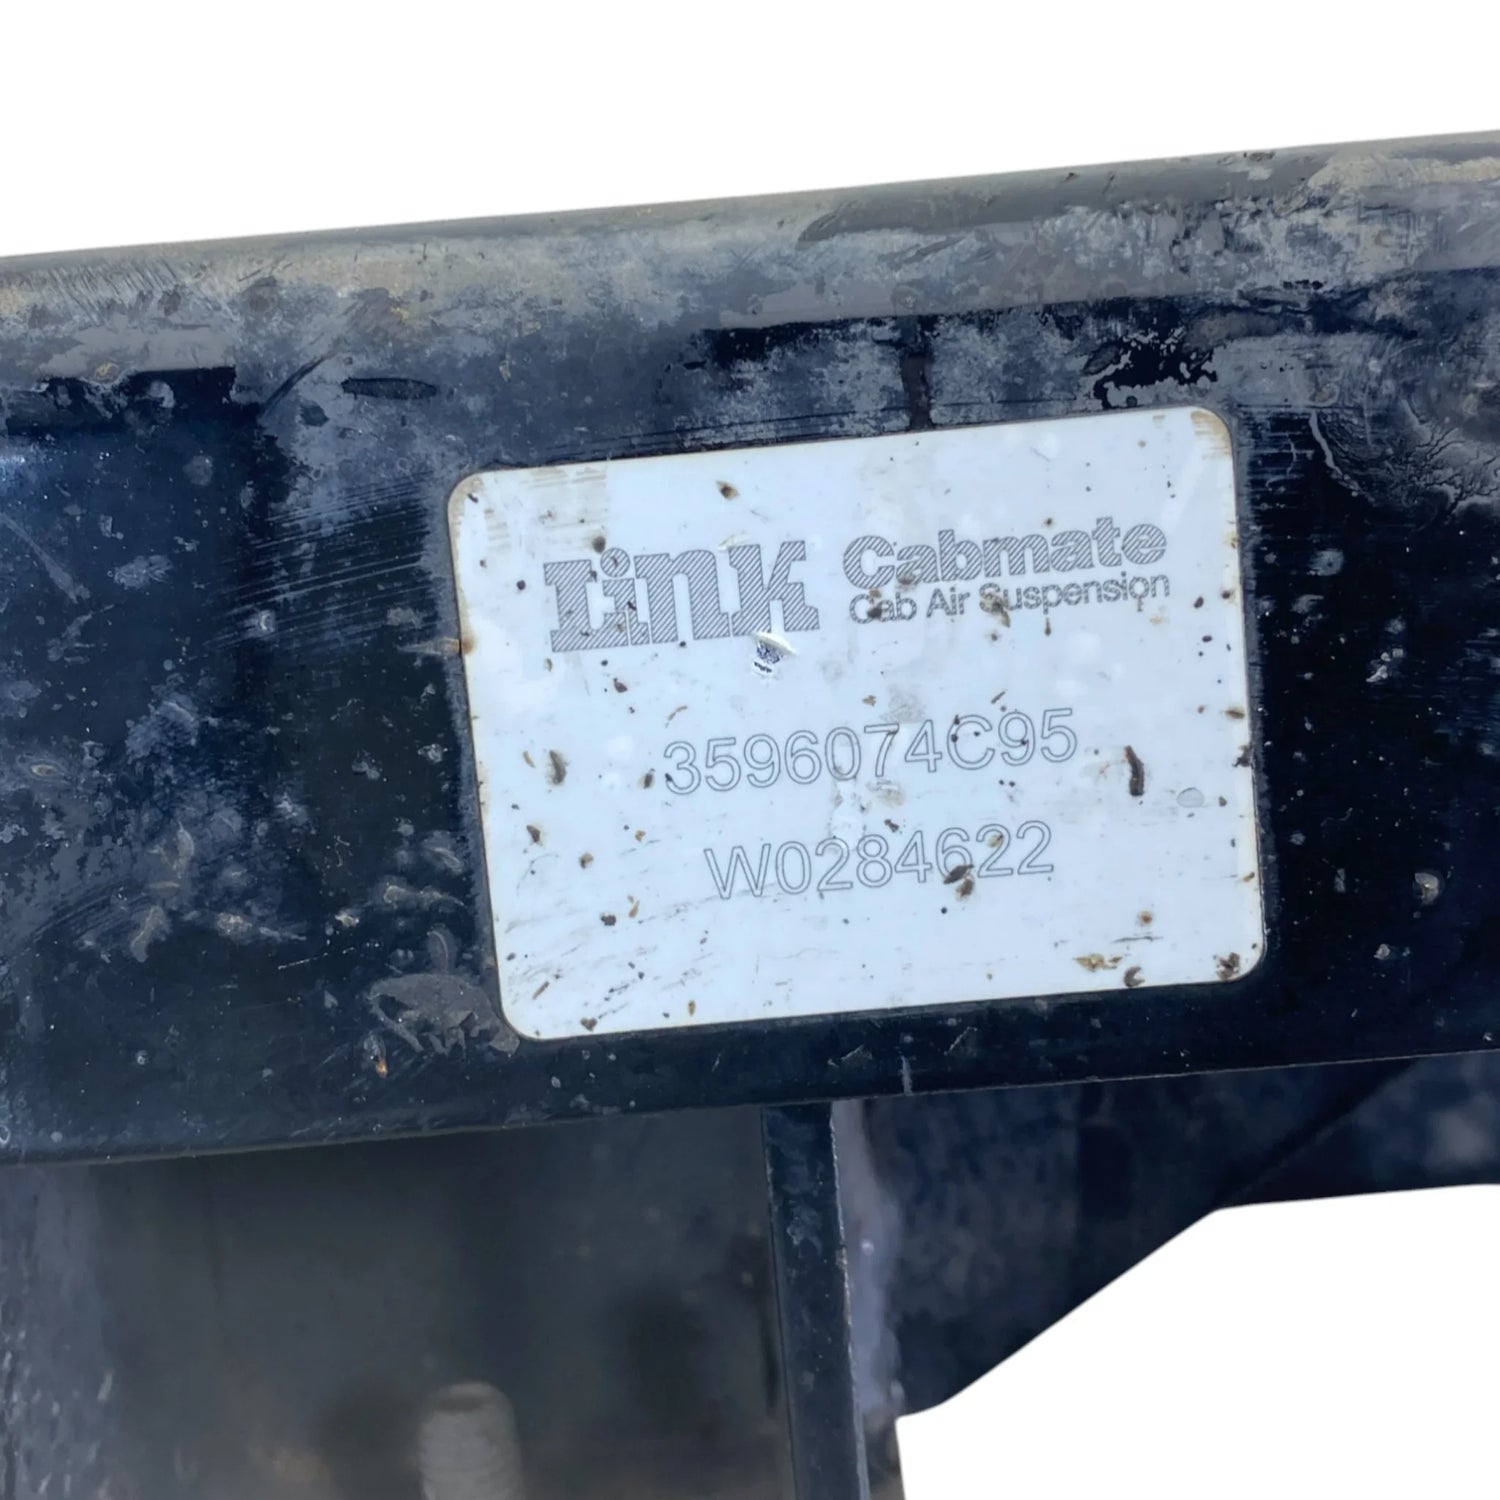 Link Cabmate
Cab Air Suspension
3596074C95
W0284622